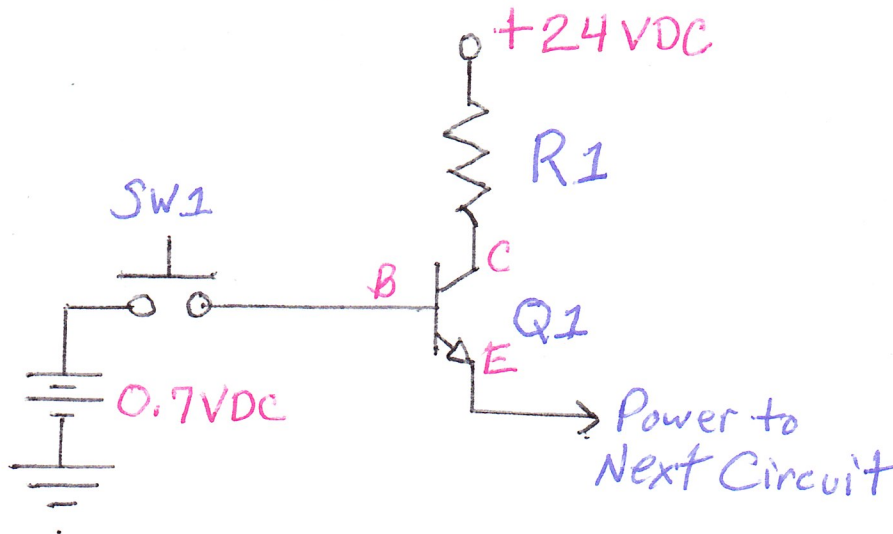 +24VDC
R1
SW1
B
C
Q1
E
0.7VDC
Power to
Next Circuit